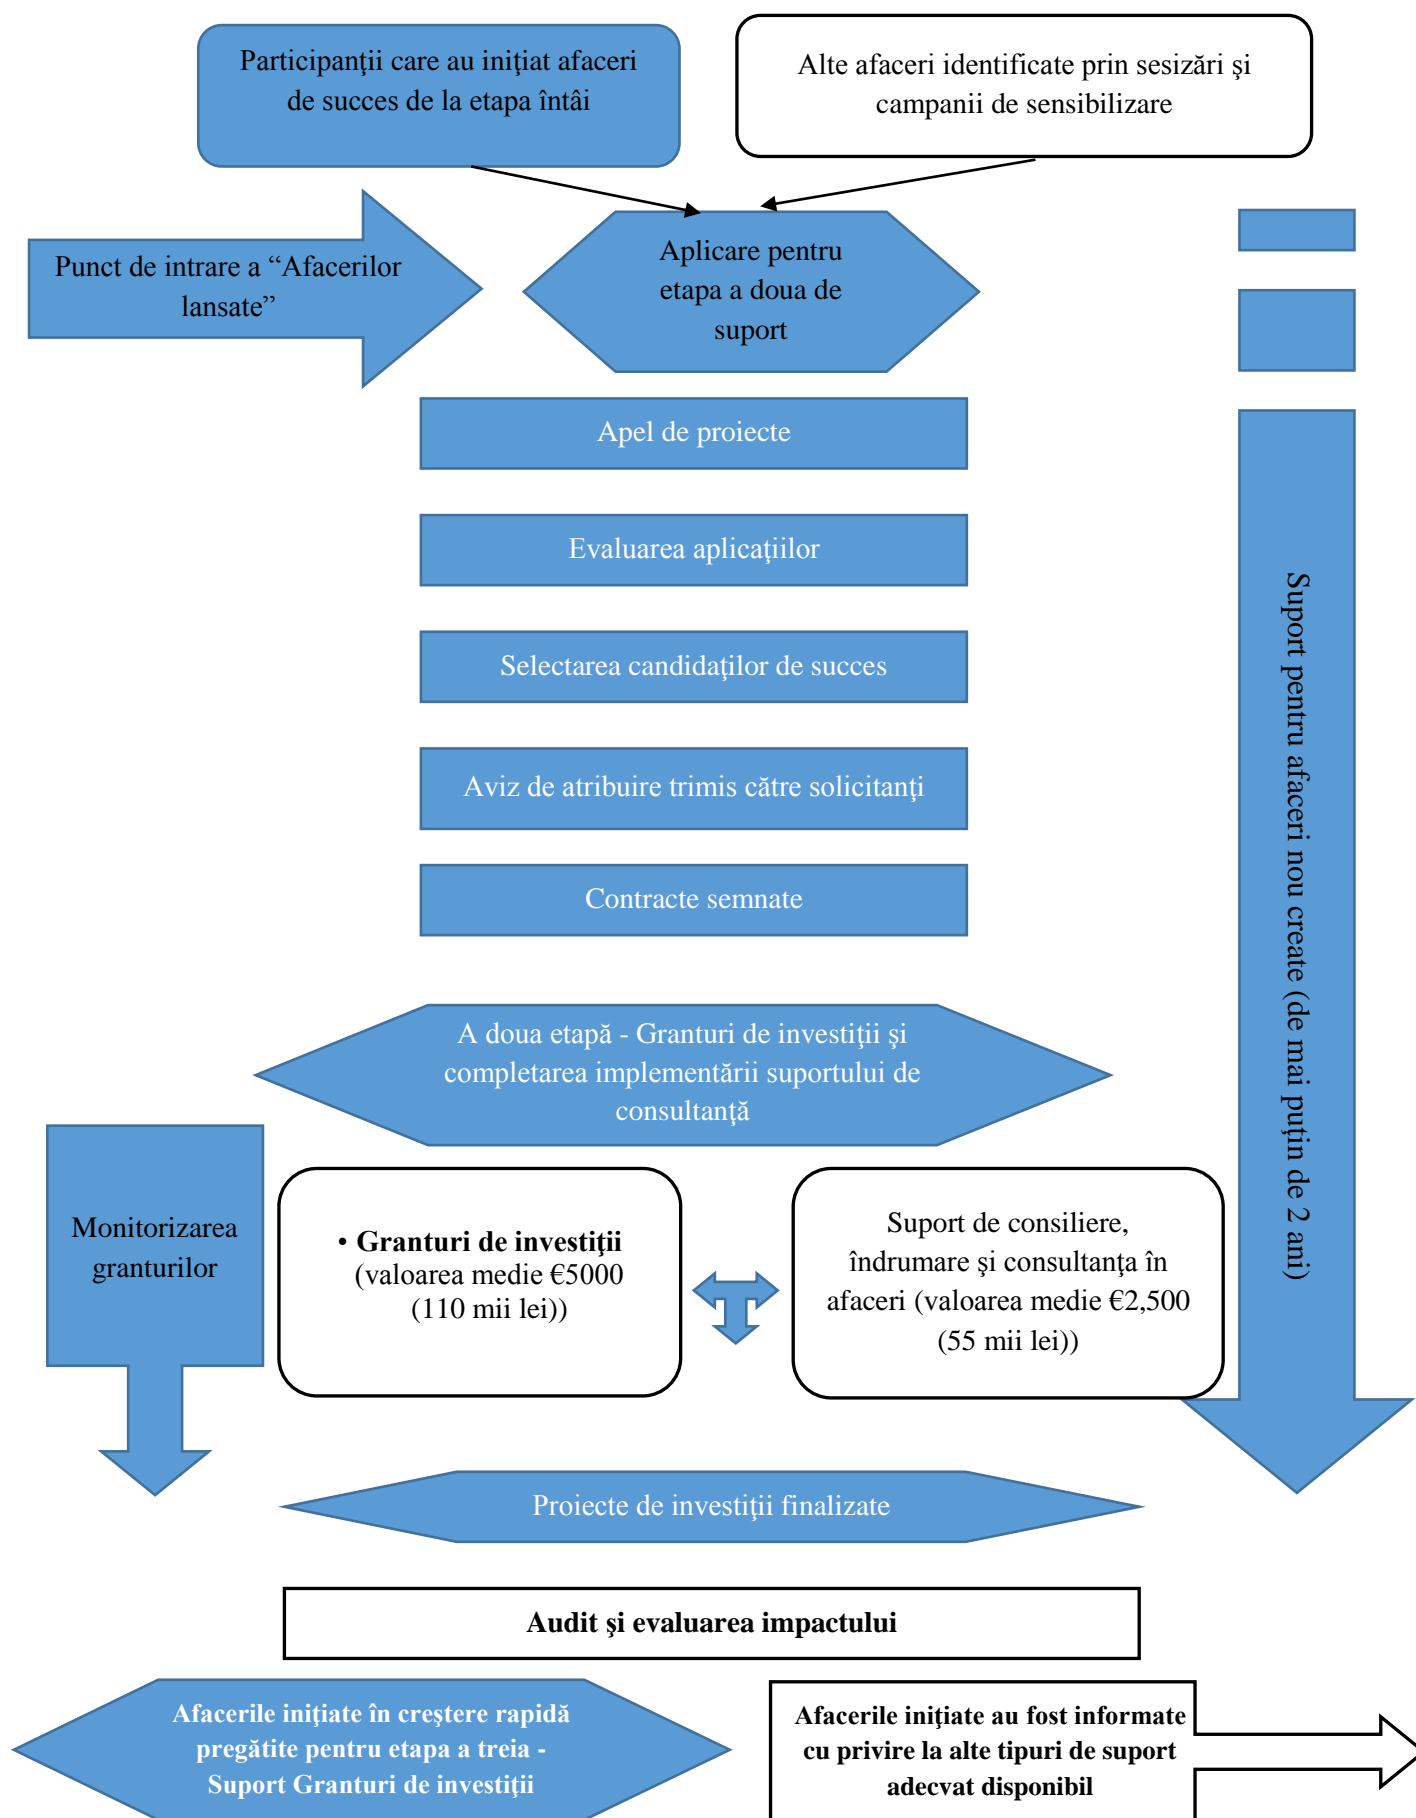 Participanţii care au iniţiat afaceri
de succes de la etapa întâi
Alte afaceri identificate prin sesizări şi
campanii de sensibilizare
Punct de intrare a “Afacerilor
lansate”
Aplicare pentru
etapa a doua de
suport
Apel de proiecte
Evaluarea aplicaţiilor
Selectarea candidaţilor de succes
Aviz de atribuire trimis către solicitanţi
Contracte semnate
Suport pentru afaceri nou create (de mai puţin de 2 ani)
A doua etapă - Granturi de investiţii şi
completarea implementării suportului de
consultanţă
Monitorizarea
granturilor
• Granturi de investiţii
(valoarea medie €5000
(110 mii lei))
Suport de consiliere,
îndrumare şi consultanţa în
afaceri (valoarea medie €2,500
(55 mii lei))
Proiecte de investiţii finalizate
Audit şi evaluarea impactului
Afacerile iniţiate în creştere rapidă
pregătite pentru etapa a treia -
Suport Granturi de investiţii
Afacerile iniţiate au fost informate
cu privire la alte tipuri de suport
adecvat disponibil